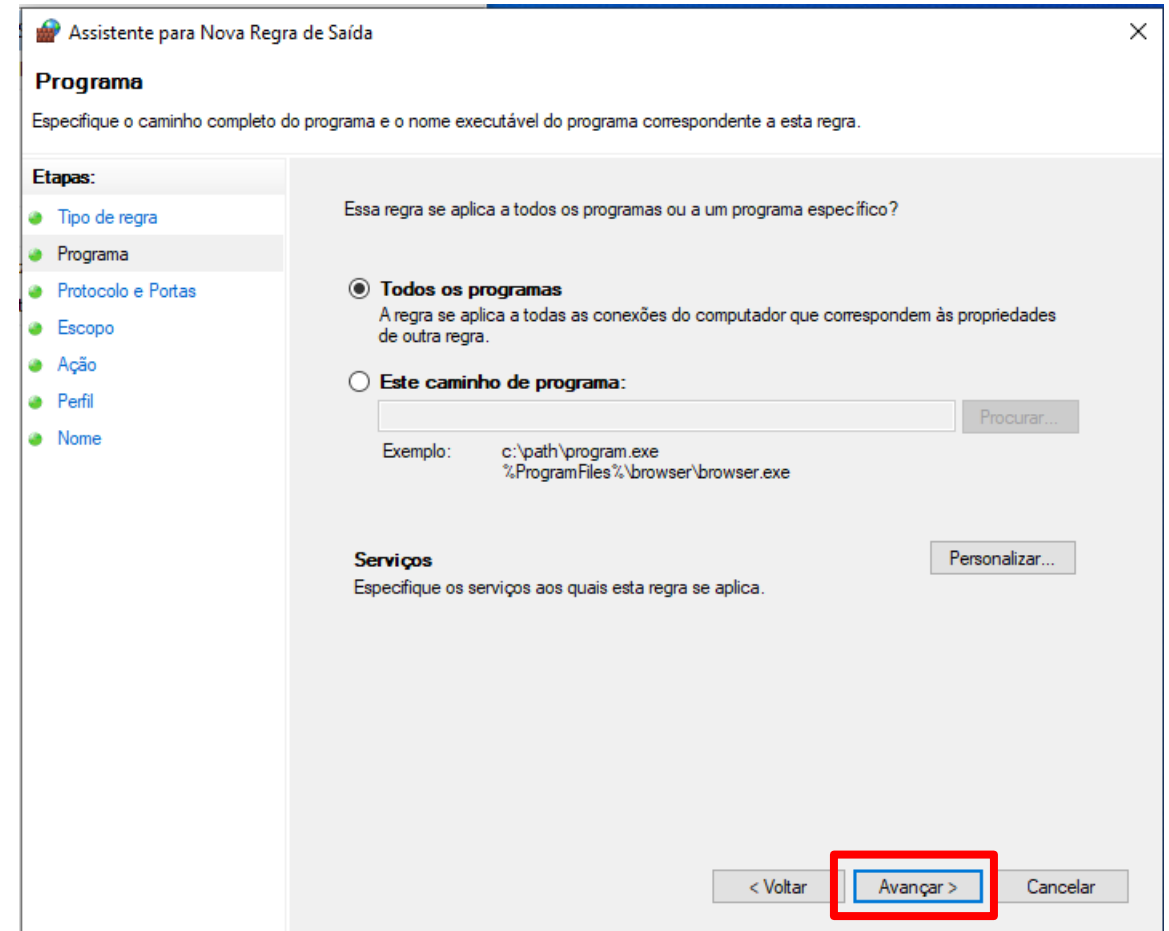 Assistente para Nova Regra de Saída
Programa
Especifique o caminho completo do programa e o nome executável do programa correspondente a esta regra.
Etapas:
Tipo de regra
Programa
Protocolo e Portas
Escopo
Ação
Perfil
Nome
Essa regra se aplica a todos os programas ou a um programa específico?
Todos os programas
A regra se aplica a todas as conexões do computador que correspondem às propriedades
de outra regra.
Este caminho de programa:
Procurar...
Exemplo: c:\path\program.exe
%ProgramFiles%\browser\browser.exe
Serviços
Personalizar...
Especifique os serviços aos quais esta regra se aplica.
< Voltar
Avançar >
Cancelar